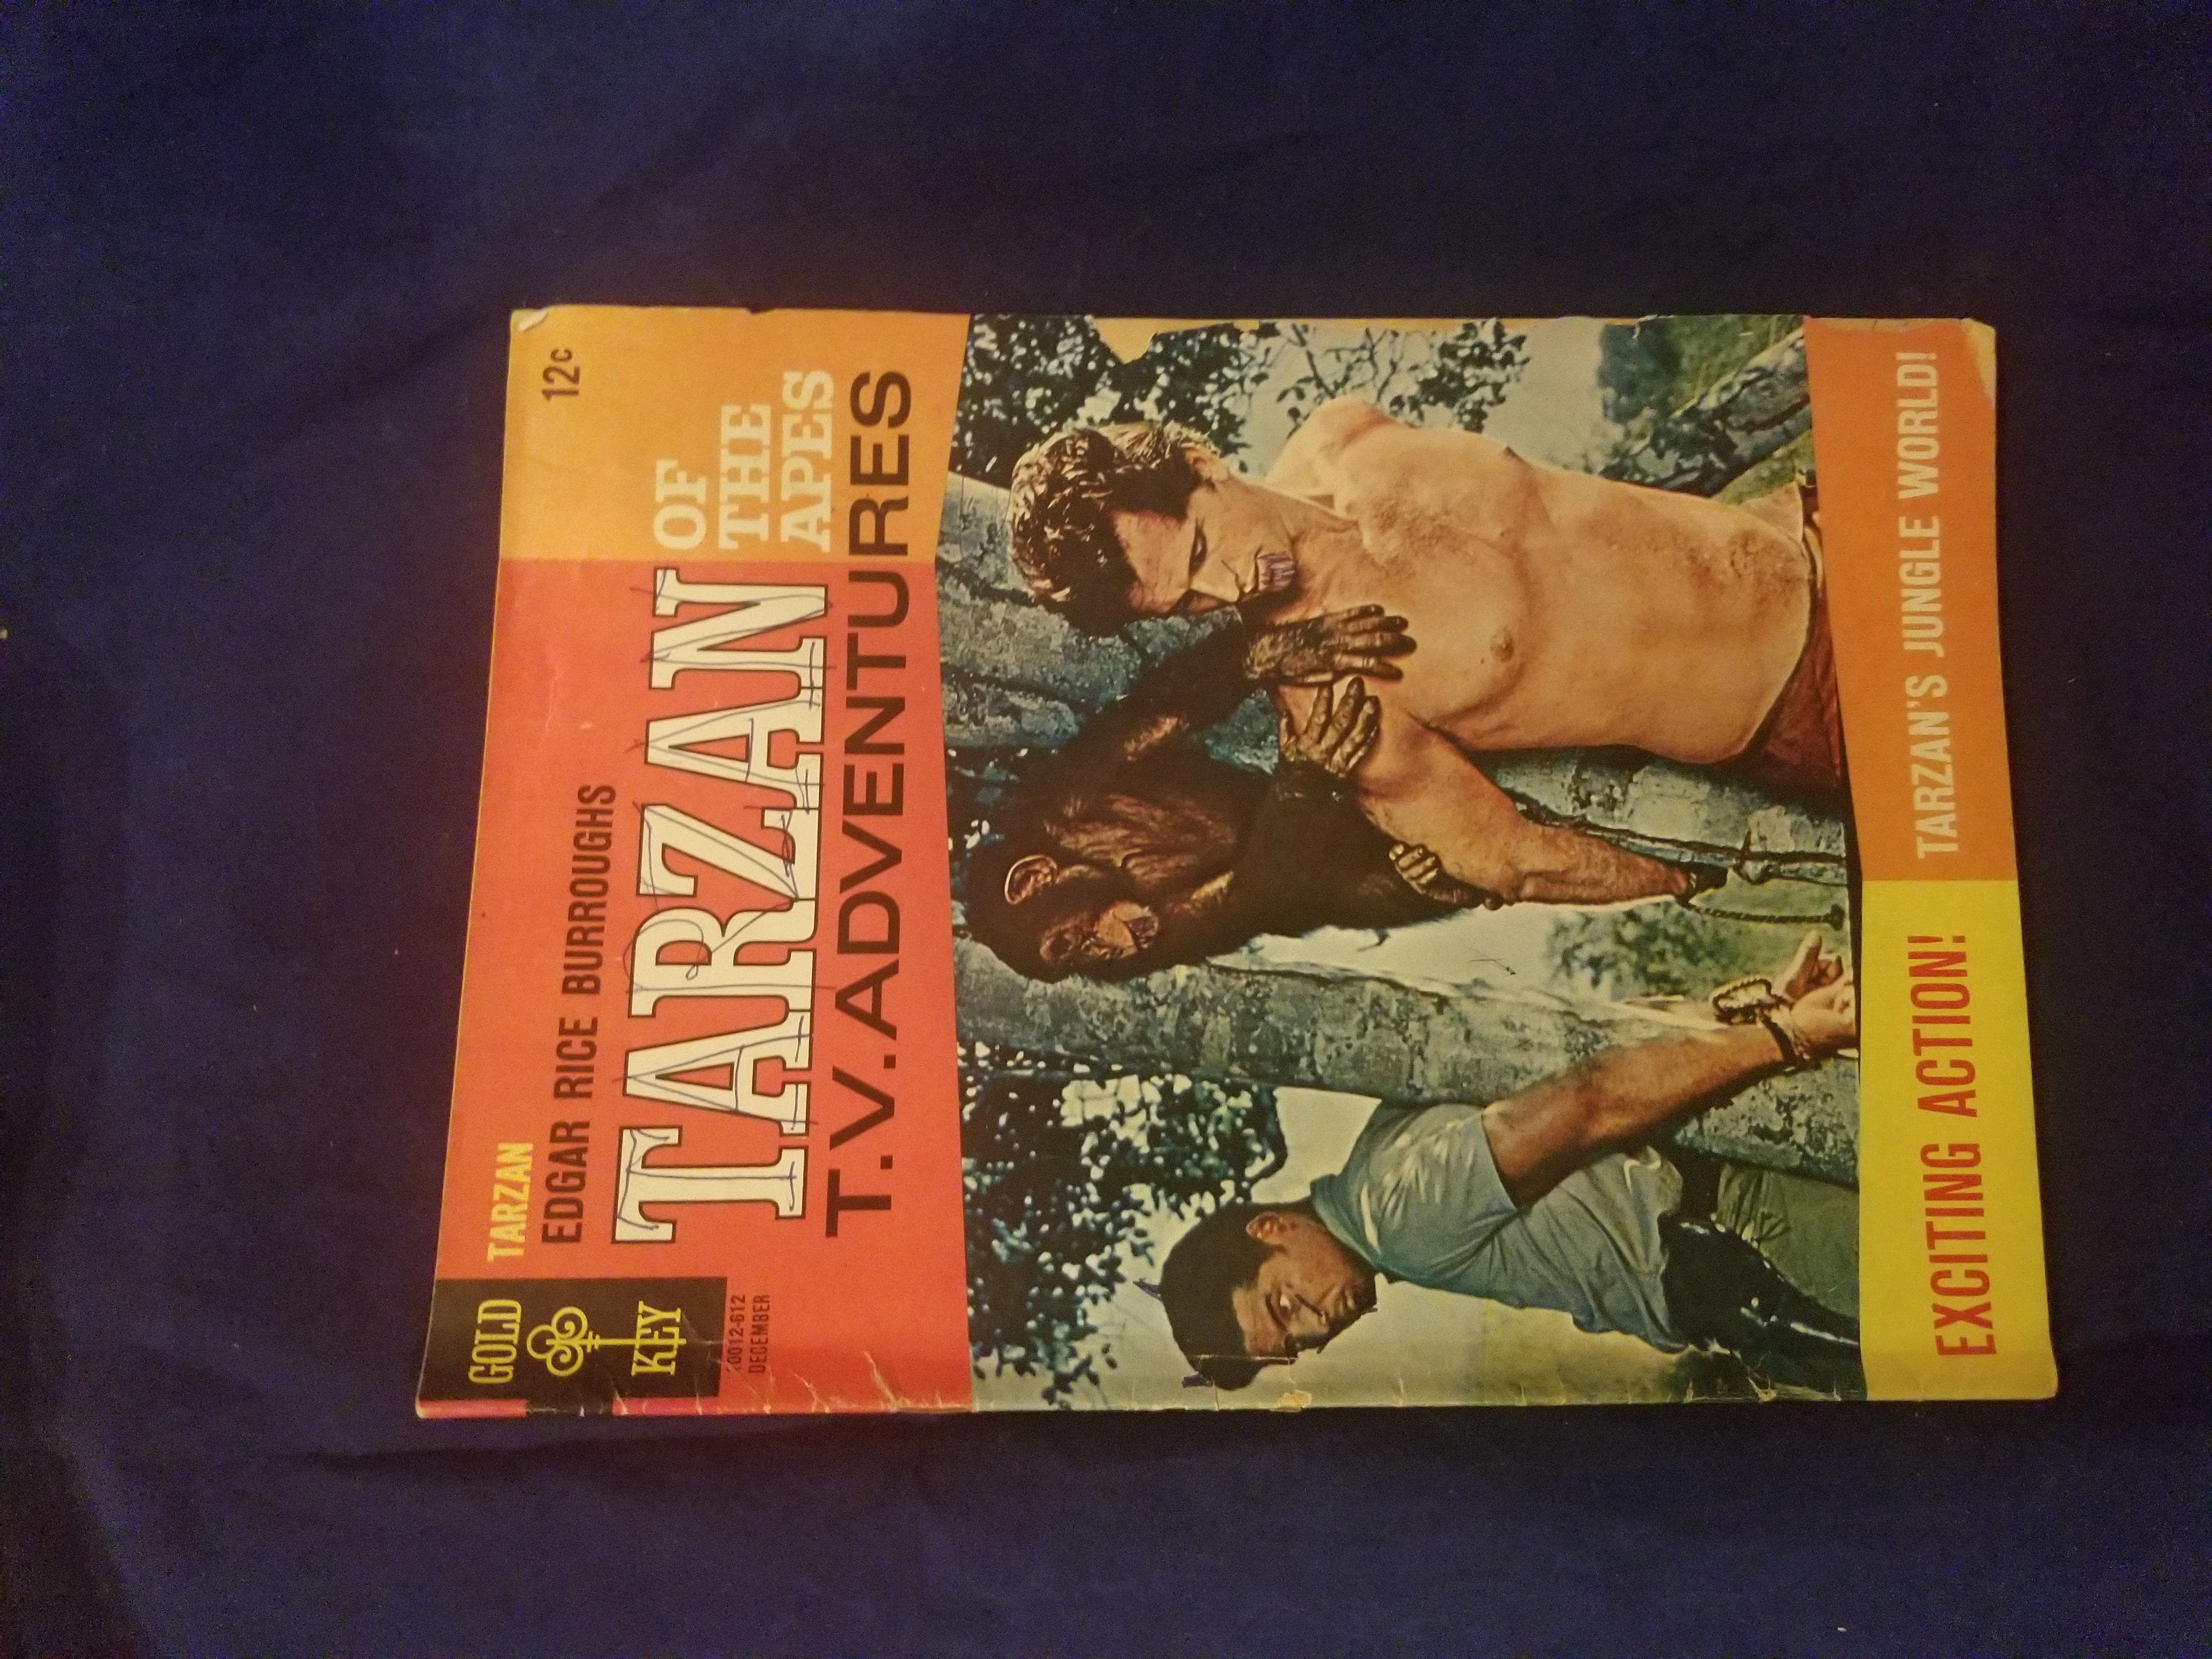 GOLD
KEY
TARZAN
12¢
EDGAR RICE BURROUGHS
TARZAN
OF
THE
APES
T.V. ADVENTURES
10012-612
DECEMBER
EXCITING ACTION!
TARZAN'S JUNGLE WORLD!